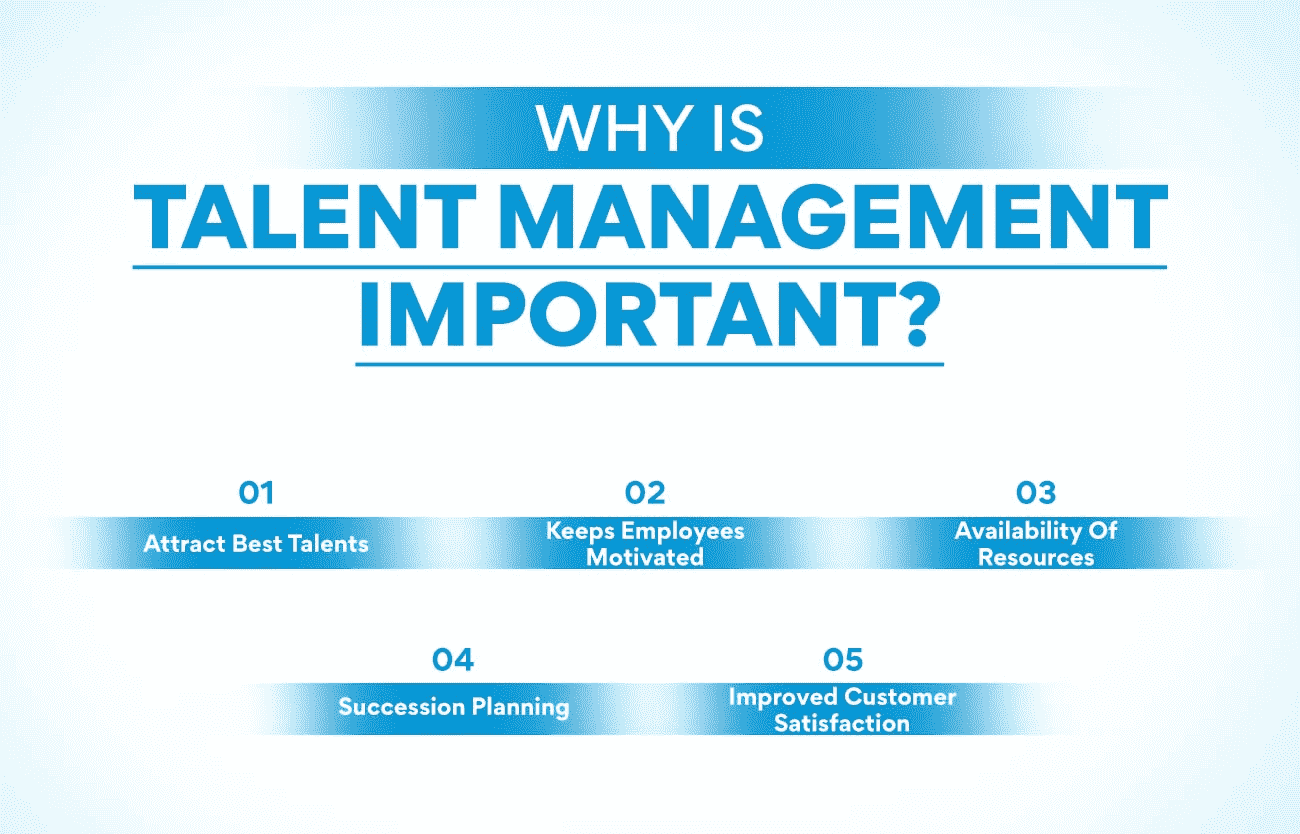 WHY IS
TALENT MANAGEMENT
IMPORTANT?
01
Attract Best Talents
02
Keeps Employees
Motivated
03
Availability Of
Resources
04
Succession Planning
05
Improved Customer
Satisfaction